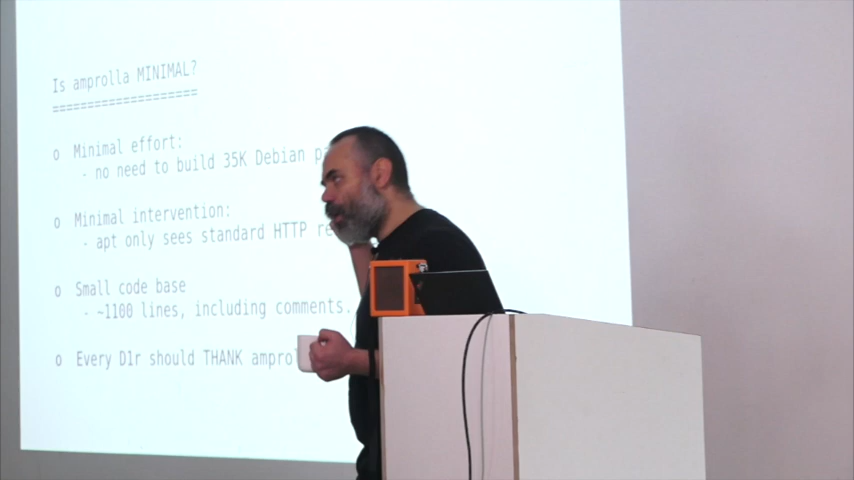 Is amprolla MINIMAL?
====================
o Minimal effort:
- no need to build 35K Debian p
o Minimal intervention:
- apt only sees standard HTTP re
o Small code base
- ~1100 lines, including comments.
o Every D1r should THANK ampro